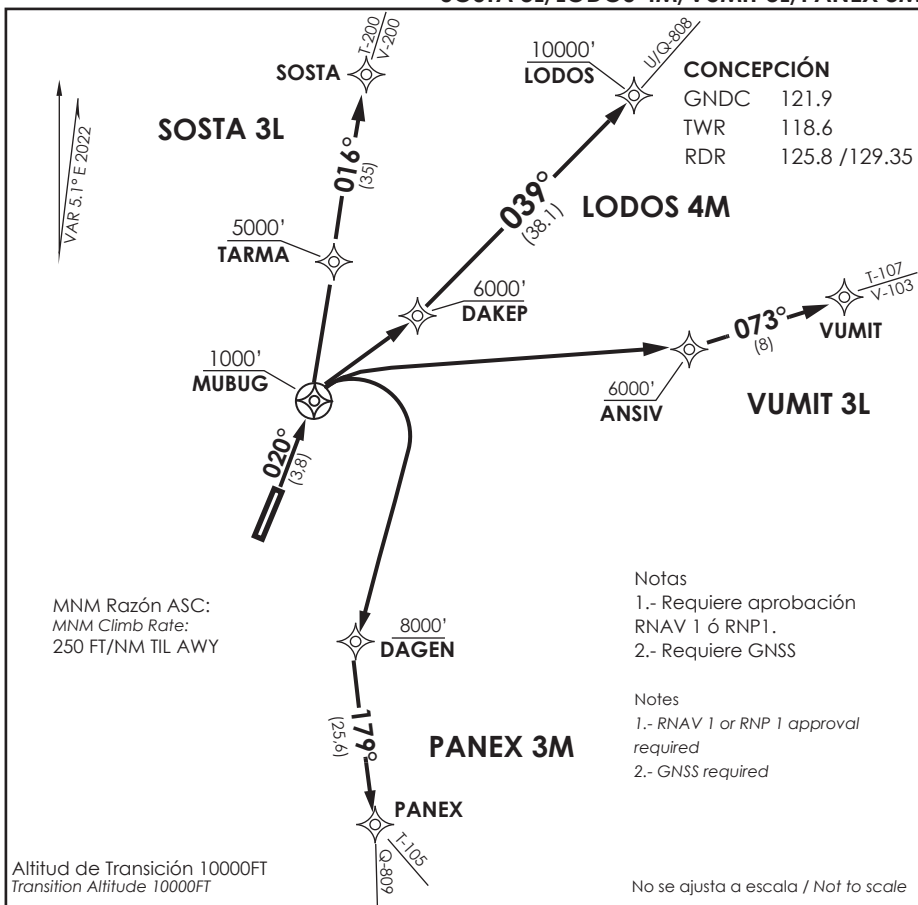 SOSTA 3L/LODOS 4M/VUMIT 3L/PANEX 3M
T-200
V-200
SOSTA
SOSTA 3L
VAR 5.1° E 2022
016°
(35)
5000'
TARMA
10000'
LODOS
U/Q-808
CONCEPCIÓN
GNDC 121.9
TWR 118.6
RDR 125.8 /129.35
039°
(38.1)
LODOS 4M
6000'
DAKEP
T-107
V-103
073°
(8)
VUMIT
1000'
MUBUG
6000'
ANSIV
VUMIT 3L
020°
(3,8)
MNM Razón ASC:
MNM Climb Rate:
250 FT/NM TIL AWY
8000'
DAGEN
Notas
1.- Requiere aprobación
RNAV 1 ó RNP1.
2.- Requiere GNSS
Notes
1.- RNAV 1 or RNP 1 approval
required
2.- GNSS required
179°
(25,6)
PANEX 3M
PANEX
T-105
Q-809
Altitud de Transición 10000FT
Transition Altitude 10000FT
No se ajusta a escala / Not to scale